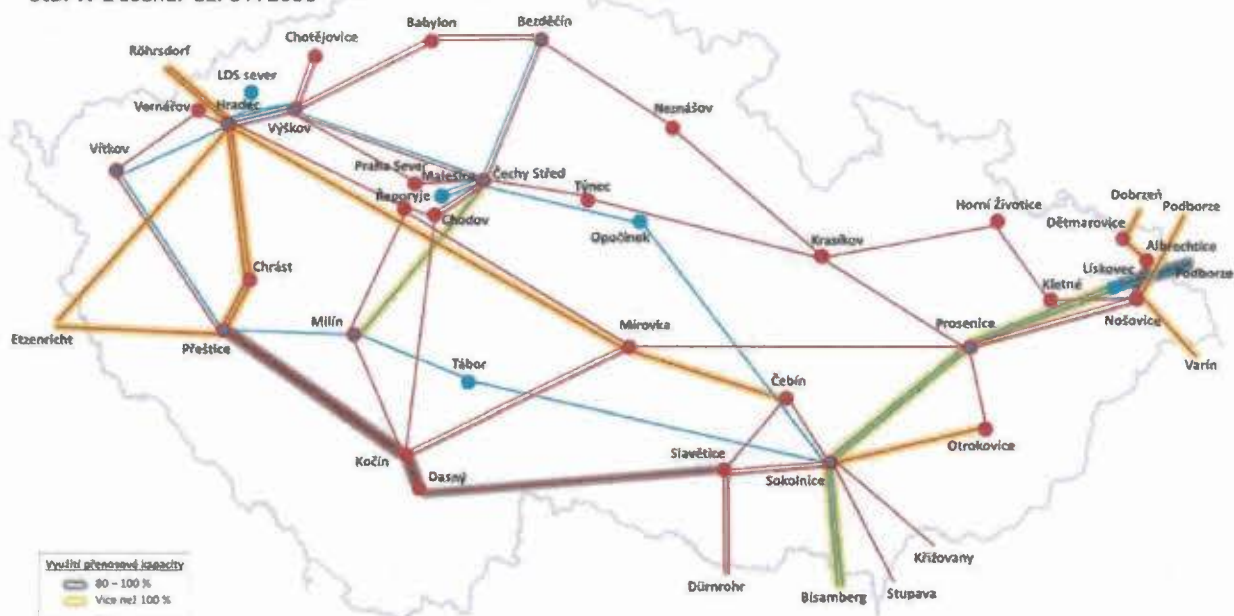 Babylon
Bezděčín
Chotějovice
Röhrsdorf
LDS sever
Vernéřov
Hradec
Výškov
Neznášov
Vítkov
Praha Sever
Malešice
Čechy Střed
Řeporyje
Chodov
Týnec
Opočínek
Horní Životice
Dobrzeń
Podborze
Dětmarovice
Albrechtice
Krasíkov
Chrást
Lískovec
Podborze
Kletné
Nošovice
Etzenricht
Přeštice
Milín
Mírovka
Prosenice
Varín
Tábor
Čebín
Otrokovice
Kočín
Dasný
Slavětice
Sokolnice
Křižovany
Dürnrohr
Stupava
Bisamberg
Využití přenosové kapacity
80 – 100 %
Více než 100 %